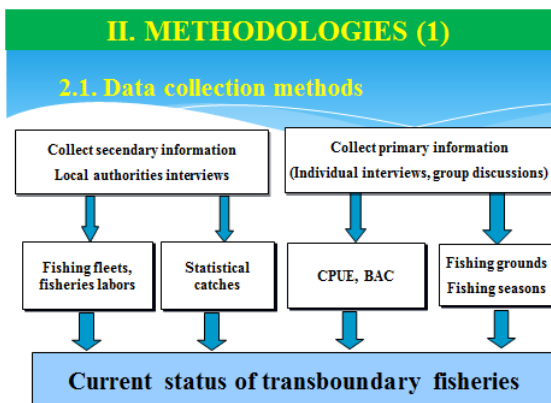 II. METHODOLOGIES (1)
2.1. Data collection methods
Collect secendary information
Local authorities interviews
Collect primary information
(Individual interviews, group discussions)
Fishing fleets,
fisheries labors
Statistical
catches
CPUE, BAC
Fishing grounds
Fishing seasons
Current status of transboundary fisheries